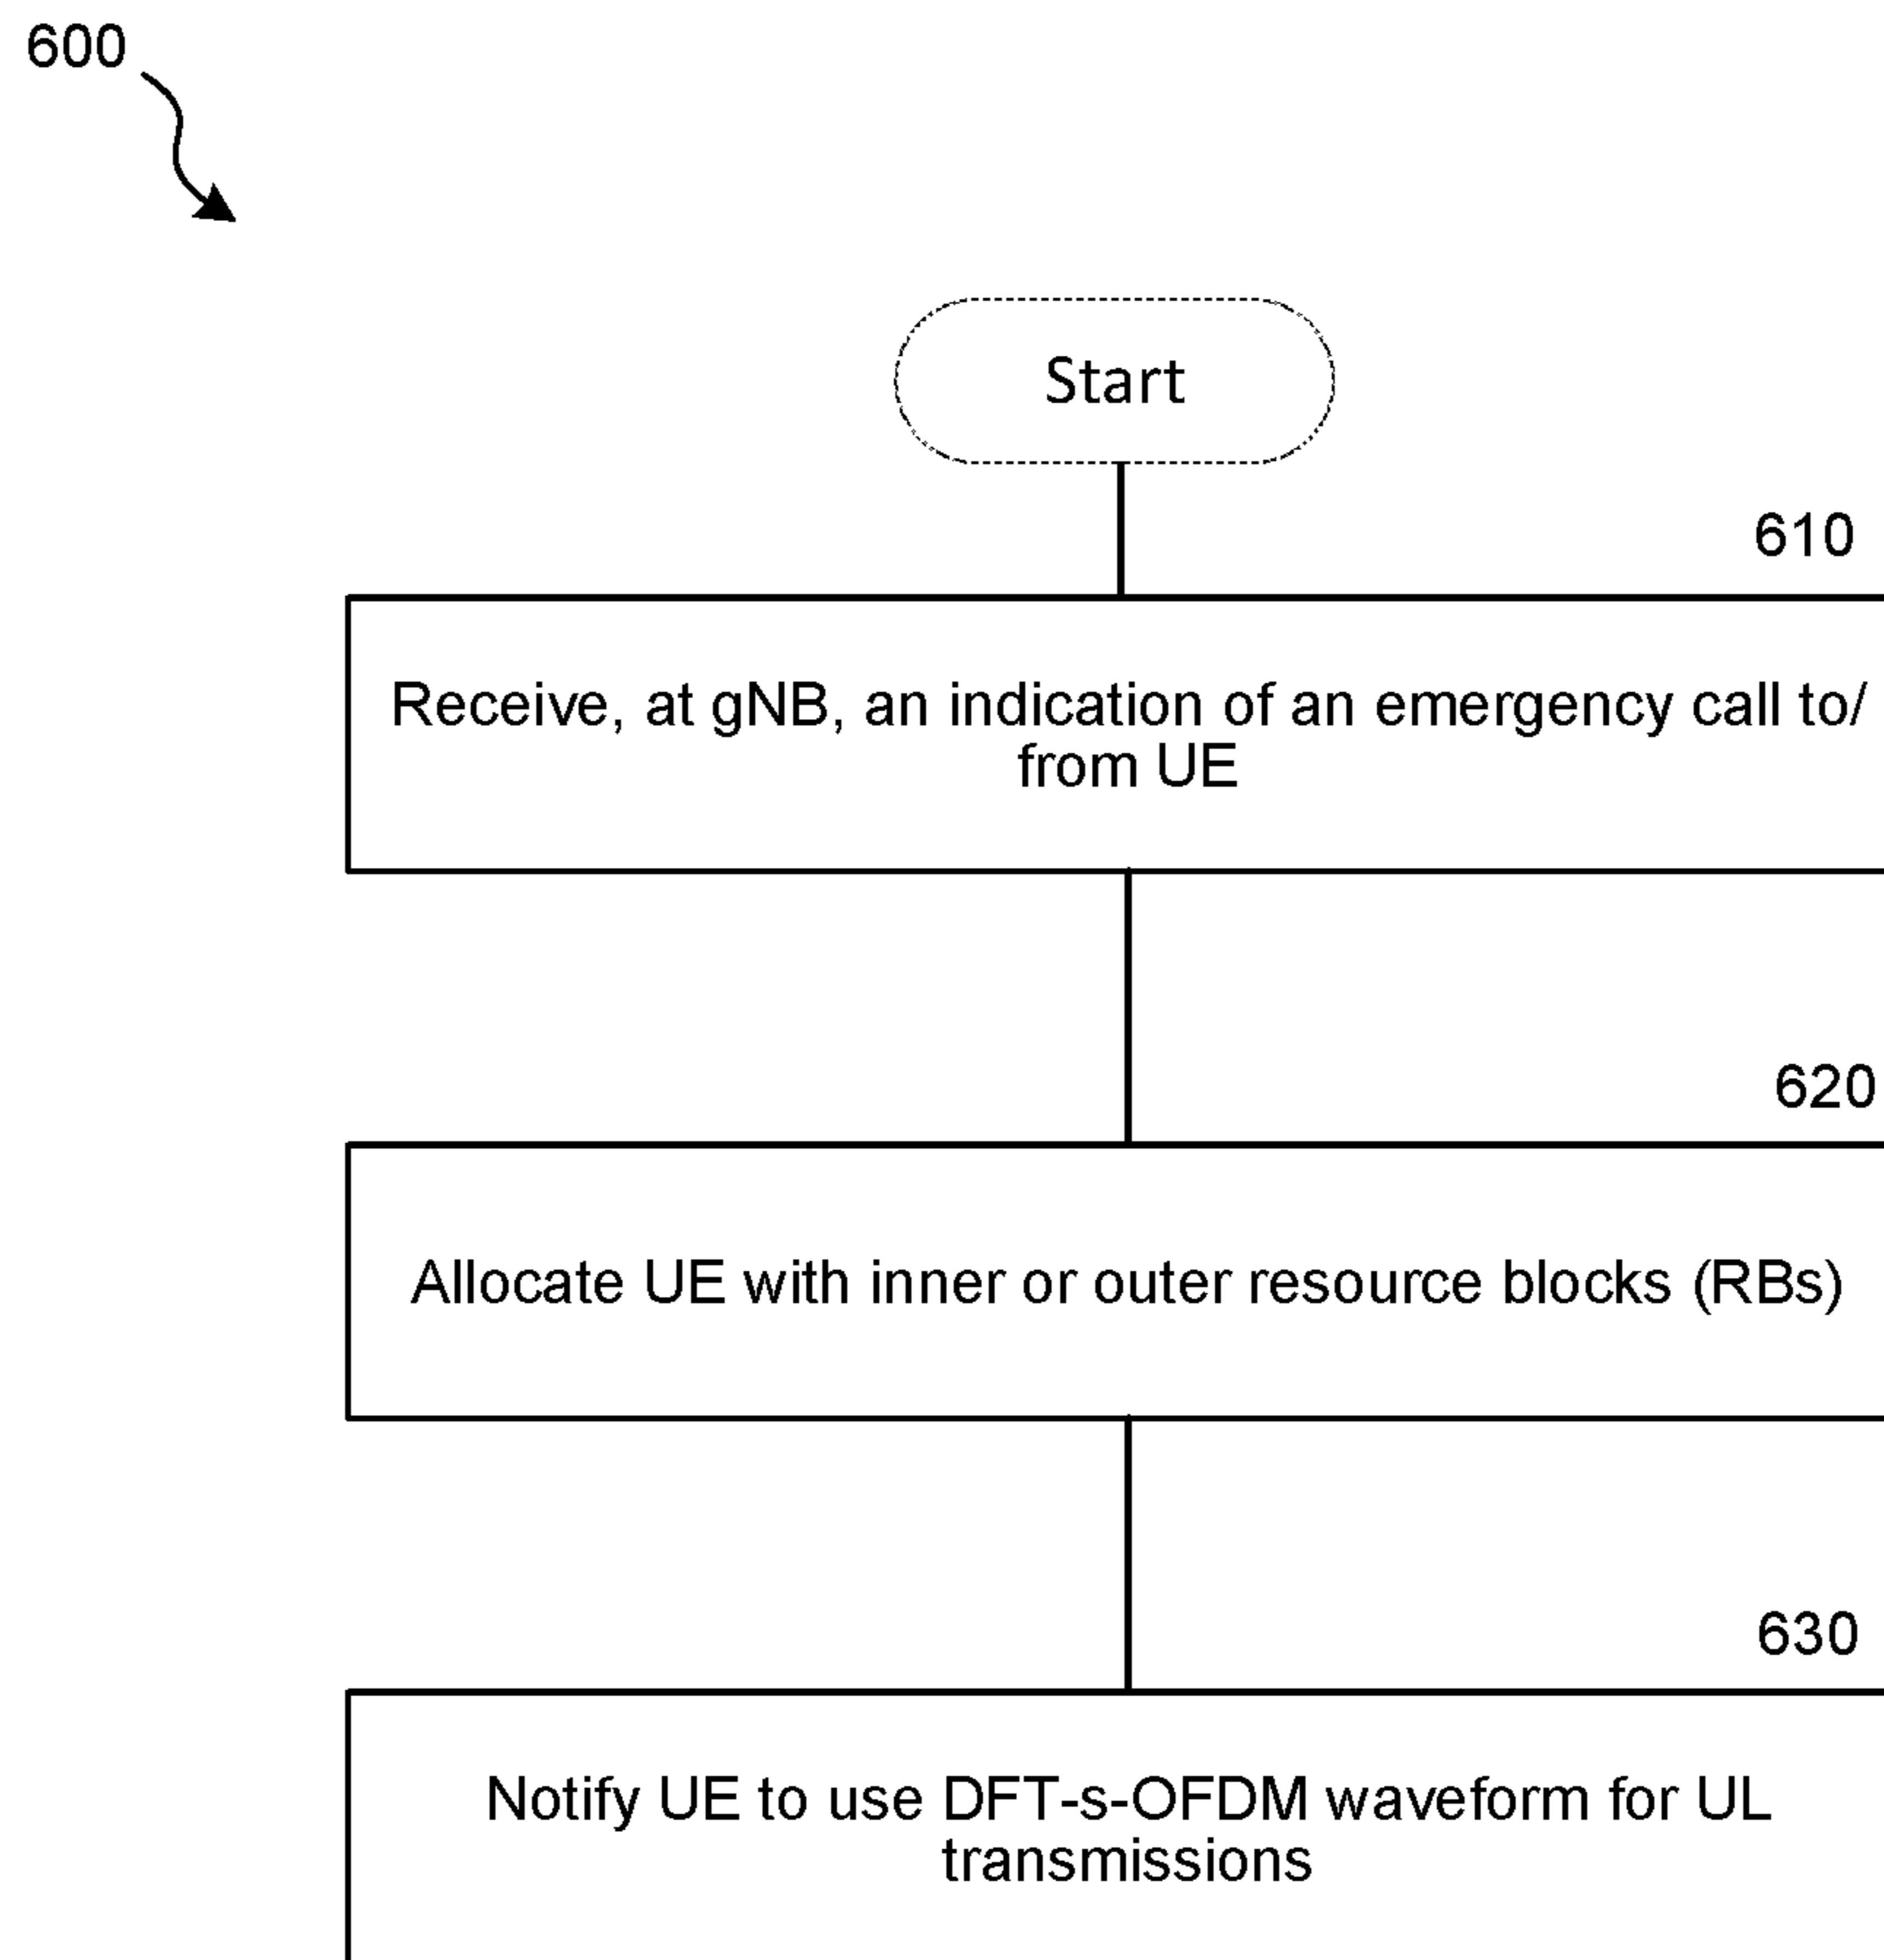 600
Start
610
Receive, at gNB, an indication of an emergency call to/
from UE
620
Allocate UE with inner or outer resource blocks (RBs)
630
Notify UE to use DFT-s-OFDM waveform for UL
transmissions